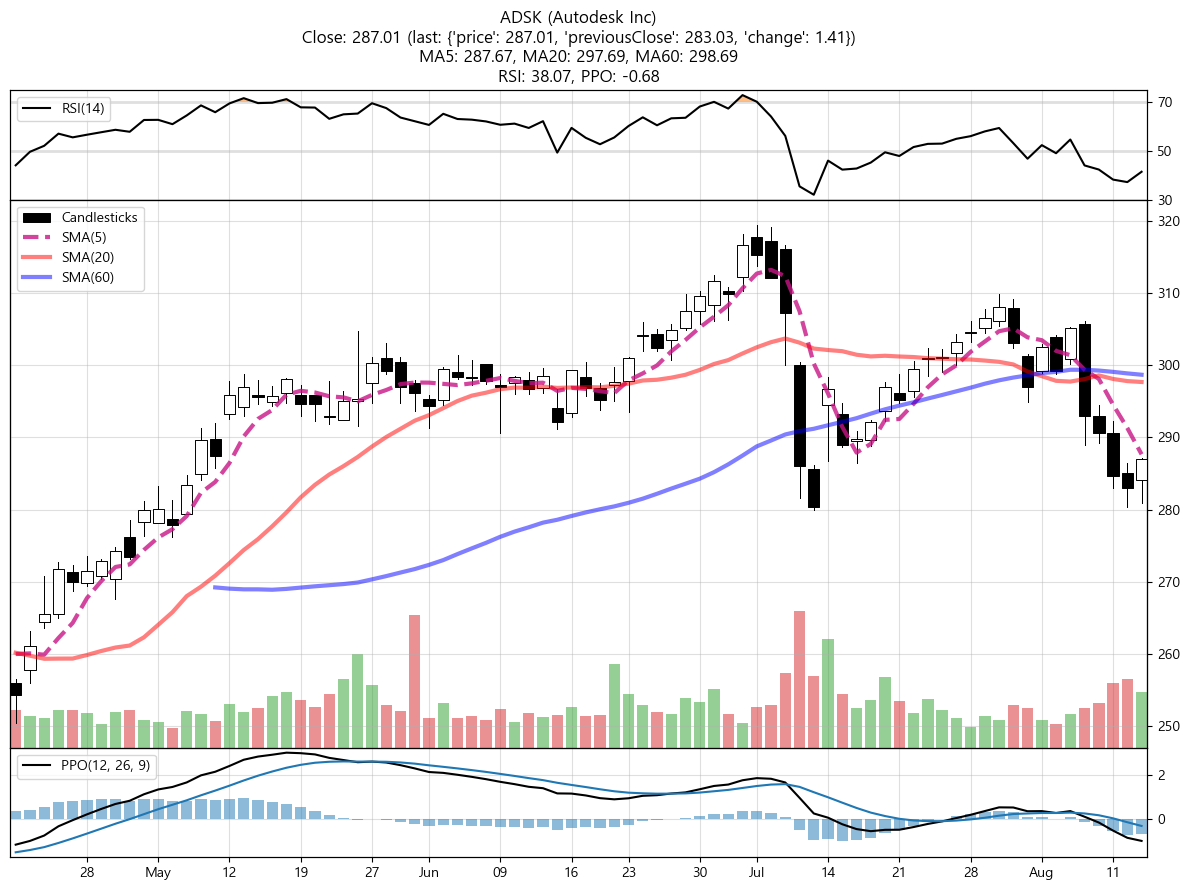 ADSK (Autodesk Inc)
Close: 287.01 (last: {'price': 287.01, 'previousClose': 283.03, 'change': 1.41})
MA5: 287.67, MA20: 297.69, MA60: 298.69
RSI: 38.07, PPO: -0.68
RSI(14)
70
50
30
Candlesticks
SMA(5)
SMA(20)
SMA(60)
320
310
300
290
280
270
260
250
PPO(12, 26, 9)
2
0
28 May 12 19 27 Jun 09 16 23 30 Jul 14 21 28 Aug 11